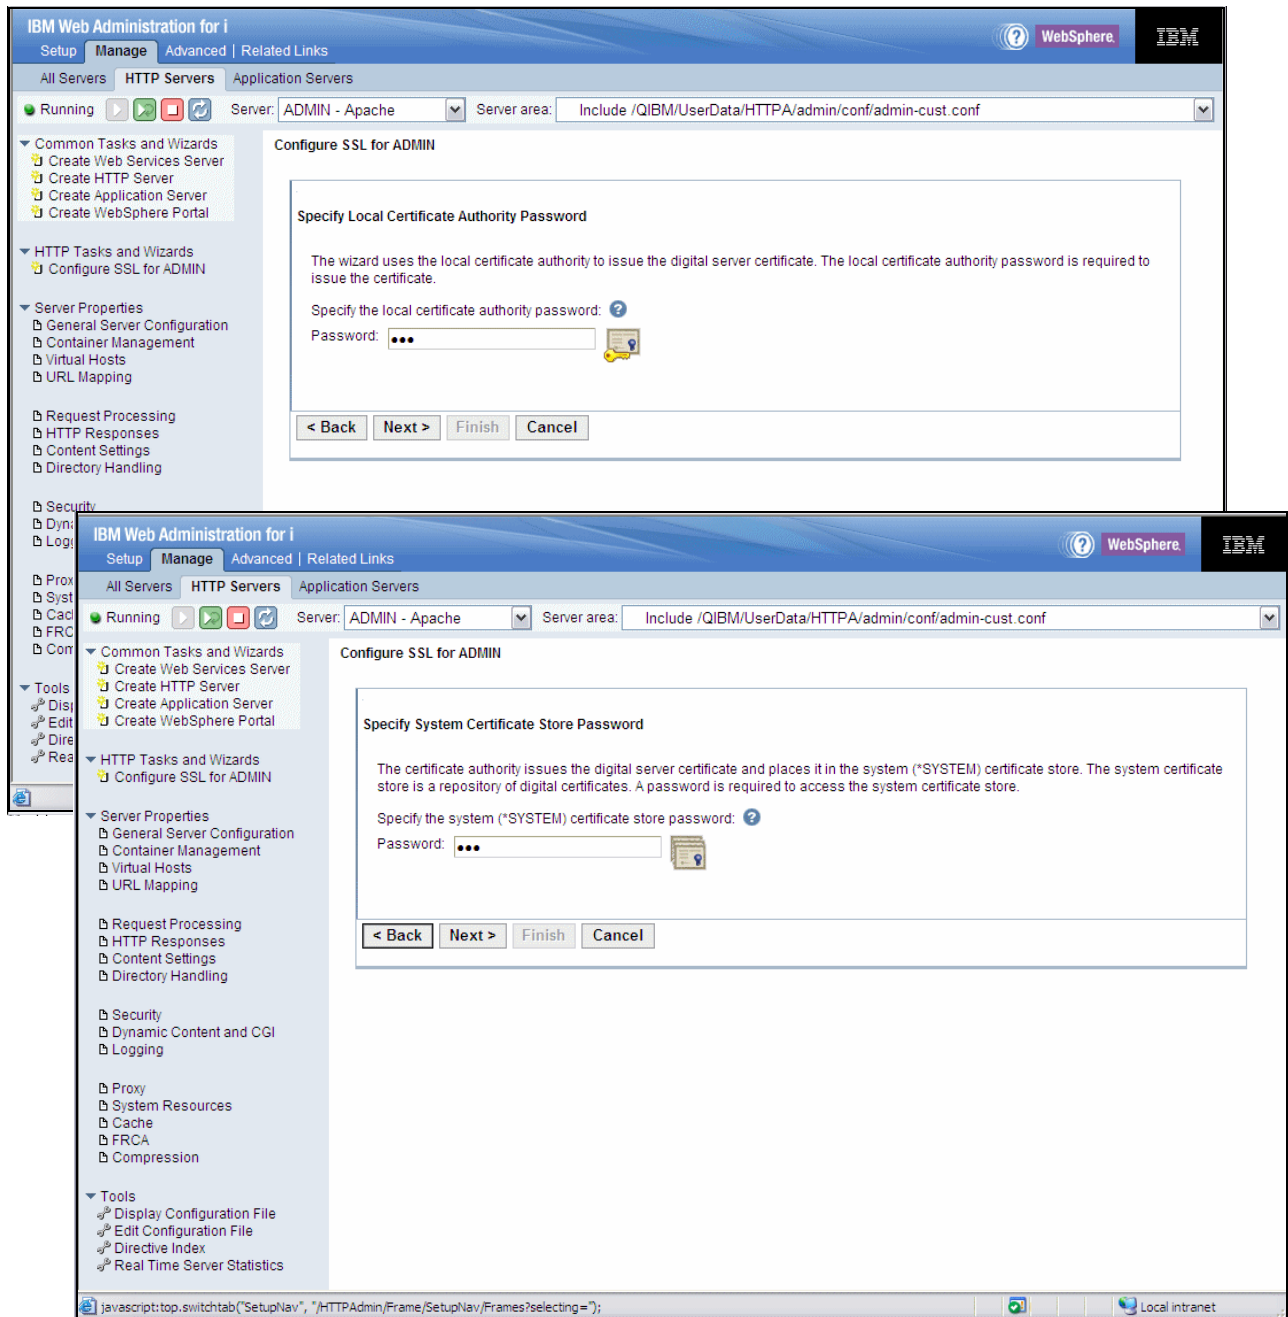 IBM Web Administration for i
WebSphere.
IBM
Setup Manage Advanced | Related Links
All Servers HTTP Servers Application Servers
Running Server: ADMIN - Apache Server area: Include /QIBM/UserData/HTTPA/admin/conf/admin-cust.conf
Common Tasks and Wizards
Create Web Services Server
Create HTTP Server
Create Application Server
Create WebSphere Portal
HTTP Tasks and Wizards
Configure SSL for ADMIN
Server Properties
General Server Configuration
Container Management
Virtual Hosts
URL Mapping
Request Processing
HTTP Responses
Content Settings
Directory Handling
Security
Dyna
Logg
Prox
Syst
Cac
FRC
Com
Tools
Disp
Edit
Dire
Rea
Configure SSL for ADMIN
Specify Local Certificate Authority Password
The wizard uses the local certificate authority to issue the digital server certificate. The local certificate authority password is required to
issue the certificate.
Specify the local certificate authority password: ?
Password: •••
< Back Next > Finish Cancel
IBM Web Administration for i
WebSphere.
IBM
Setup Manage Advanced | Related Links
All Servers HTTP Servers Application Servers
Running Server: ADMIN - Apache Server area: Include /QIBM/UserData/HTTPA/admin/conf/admin-cust.conf
Common Tasks and Wizards
Create Web Services Server
Create HTTP Server
Create Application Server
Create WebSphere Portal
HTTP Tasks and Wizards
Configure SSL for ADMIN
Server Properties
General Server Configuration
Container Management
Virtual Hosts
URL Mapping
Request Processing
HTTP Responses
Content Settings
Directory Handling
Security
Dynamic Content and CGI
Logging
Proxy
System Resources
Cache
FRCA
Compression
Tools
Display Configuration File
Edit Configuration File
Directive Index
Real Time Server Statistics
Configure SSL for ADMIN
Specify System Certificate Store Password
The certificate authority issues the digital server certificate and places it in the system (*SYSTEM) certificate store. The system certificate
store is a repository of digital certificates. A password is required to access the system certificate store.
Specify the system (*SYSTEM) certificate store password: ?
Password: •••
< Back Next > Finish Cancel
javascript:top.switchtab("SetupNav", "/HTTPAdmin/Frame/SetupNav/Frames?selecting="); Local intranet